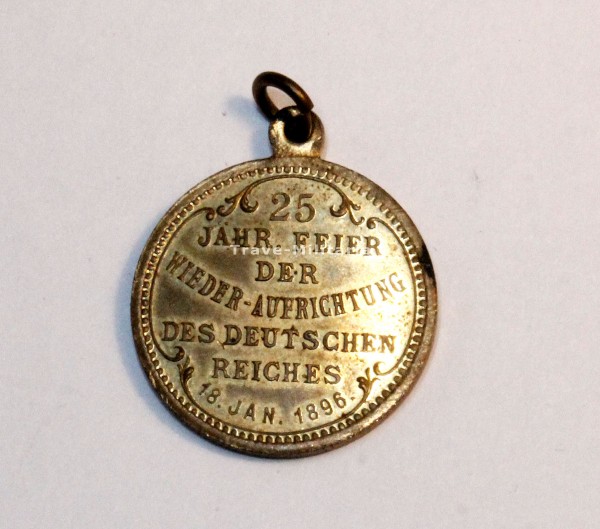 25
JAHR. FEIER
DER
WIEDER-AUFRICHTUNG
DES DEUTSCHEN
REICHES
18. JAN. 1896